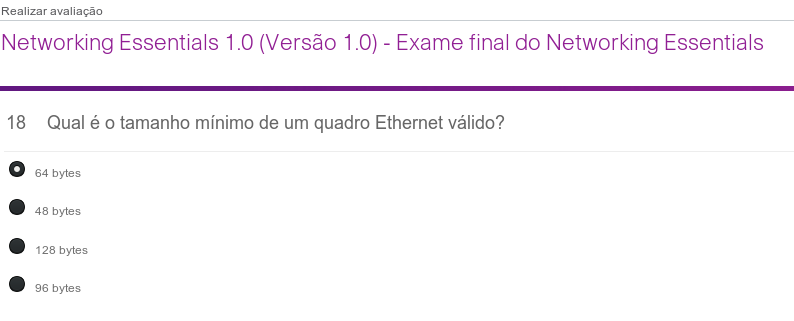 Realizar avaliação
Networking Essentials 1.0 (Versão 1.0) - Exame final do Networking Essentials
18 Qual é o tamanho mínimo de um quadro Ethernet válido?
64 bytes
48 bytes
128 bytes
96 bytes